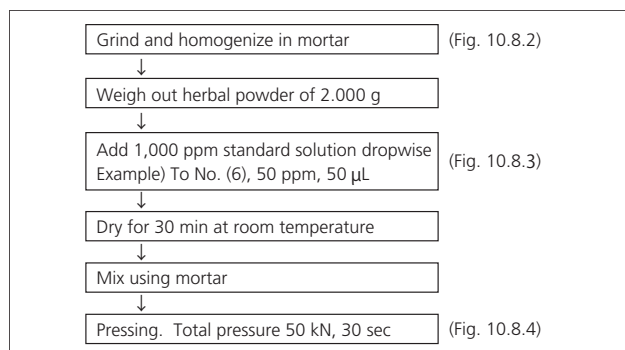 Grind and homogenize in mortar (Fig. 10.8.2)
↓
Weigh out herbal powder of 2.000 g
↓
Add 1,000 ppm standard solution dropwise
Example) To No. (6), 50 ppm, 50 μL (Fig. 10.8.3)
↓
Dry for 30 min at room temperature
↓
Mix using mortar
↓
Pressing. Total pressure 50 kN, 30 sec (Fig. 10.8.4)